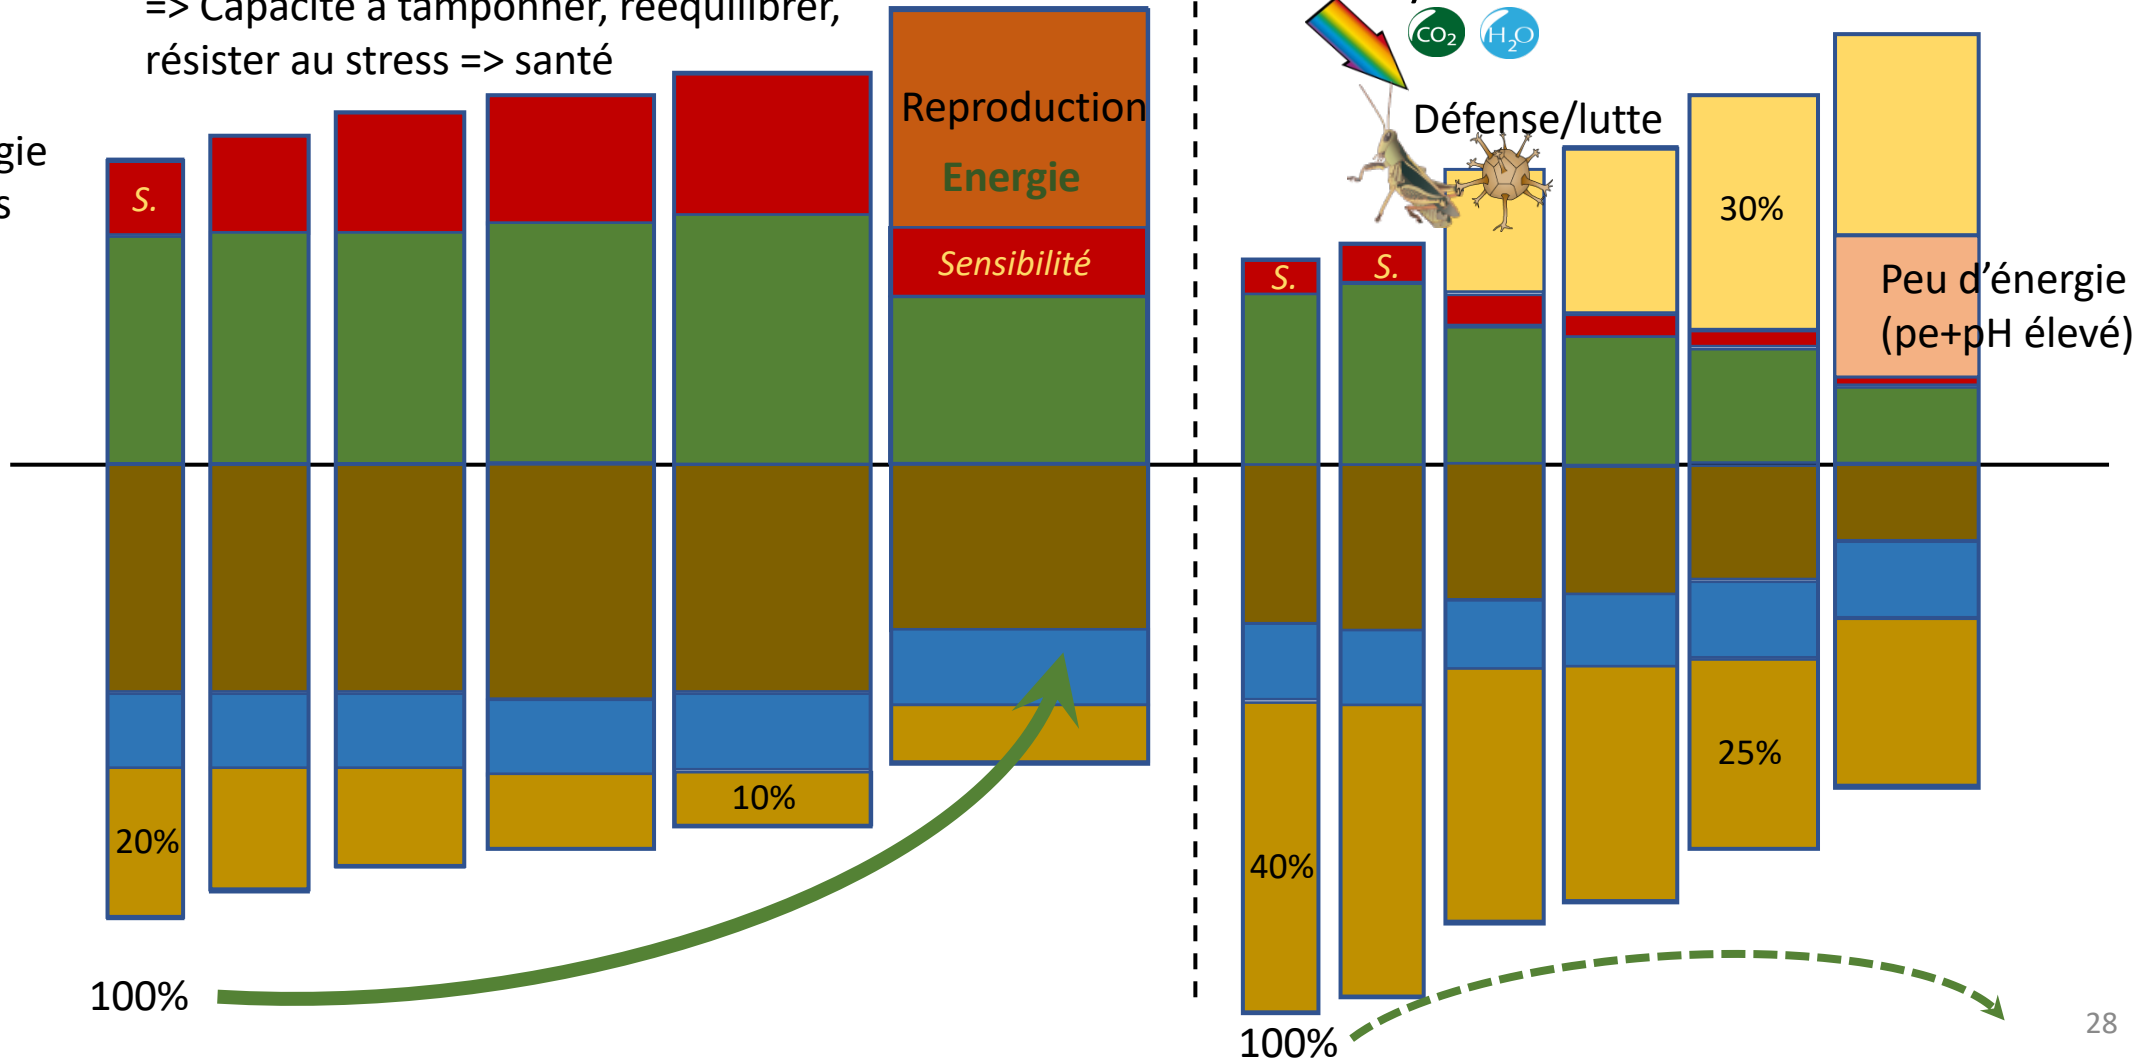 => Capacité à tamponner, rééquilibrer,
résister au stress => santé
gie
s
S.
Reproduction
Energie
Sensibilité
20%
10%
100%
CO₂
H₂O
Défense/lutte
S.
S.
30%
Peu d'énergie
(pe+pH élevé)
40%
25%
100%
28